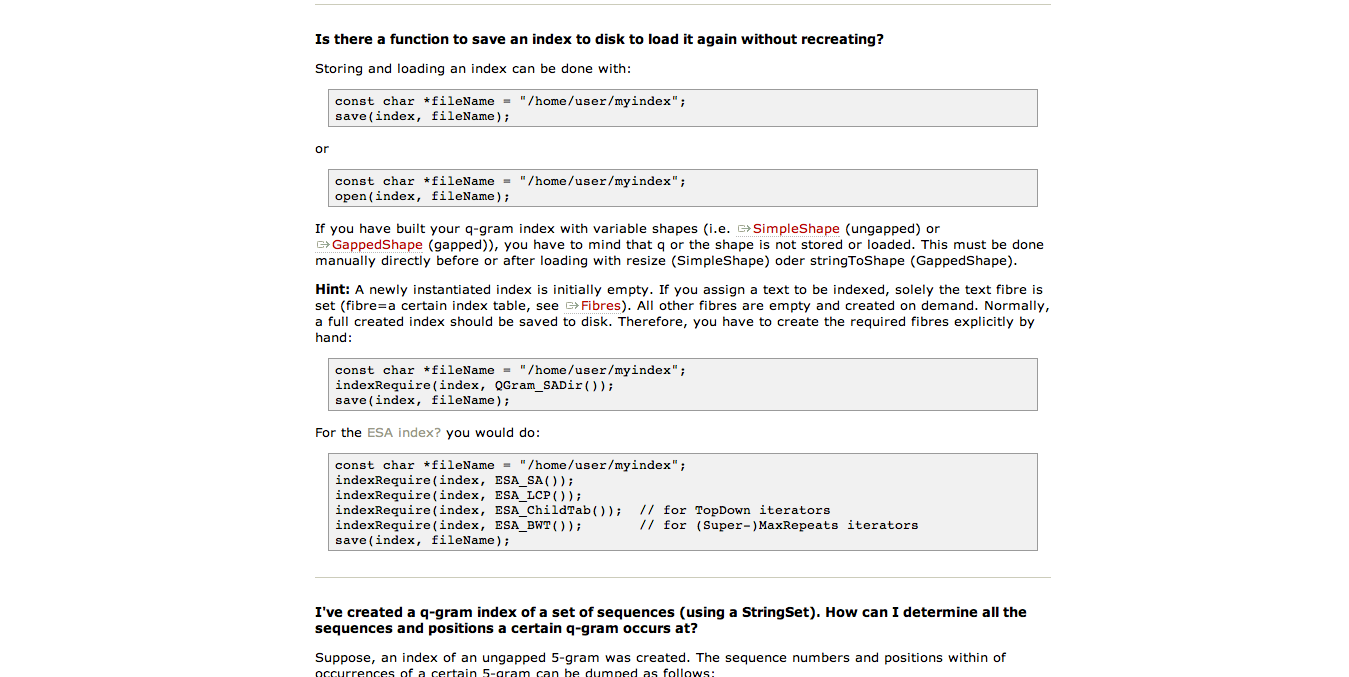 Is there a function to save an index to disk to load it again without recreating?
Storing and loading an index can be done with:
const char *fileName = "/home/user/myindex";
save(index, fileName);
or
const char *fileName = "/home/user/myindex";
open(index, fileName);
If you have built your q-gram index with variable shapes (i.e. SimpleShape (ungapped) or
GappedShape (gapped)), you have to mind that q or the shape is not stored or loaded. This must be done
manually directly before or after loading with resize (SimpleShape) oder stringToShape (GappedShape).
Hint: A newly instantiated index is initially empty. If you assign a text to be indexed, solely the text fibre is
set (fibre=a certain index table, see Fibres). All other fibres are empty and created on demand. Normally,
a full created index should be saved to disk. Therefore, you have to create the required fibres explicitly by
hand:
const char *fileName = "/home/user/myindex";
indexRequire(index, QGram_SADir());
save(index, fileName);
For the ESA index? you would do:
const char *fileName = "/home/user/myindex";
indexRequire(index, ESA_SA());
indexRequire(index, ESA_LCP());
indexRequire(index, ESA_ChildTab());  // for TopDown iterators
indexRequire(index, ESA_BWT());       // for (Super-)MaxRepeats iterators
save(index, fileName);
I've created a q-gram index of a set of sequences (using a StringSet). How can I determine all the
sequences and positions a certain q-gram occurs at?
Suppose, an index of an ungapped 5-gram was created. The sequence numbers and positions within of
occurrences of a certain 5-gram can be dumped as follows: